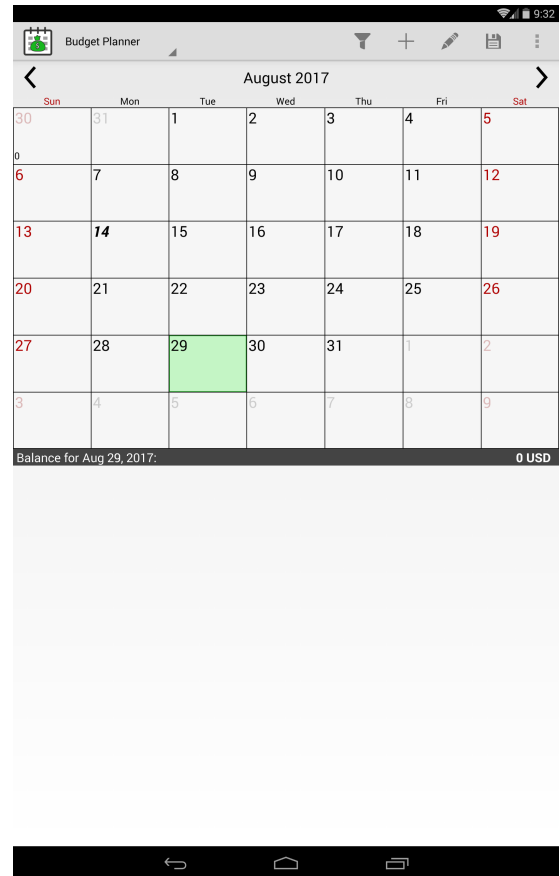 9:32
Budget Planner
August 2017
Sun Mon Tue Wed Thu Fri Sat
30 31 1 2 3 4 5
0
6 7 8 9 10 11 12
13 14 15 16 17 18 19
20 21 22 23 24 25 26
27 28 29 30 31 1 2
3 4 5 6 7 8 9
Balance for Aug 29, 2017: 0 USD